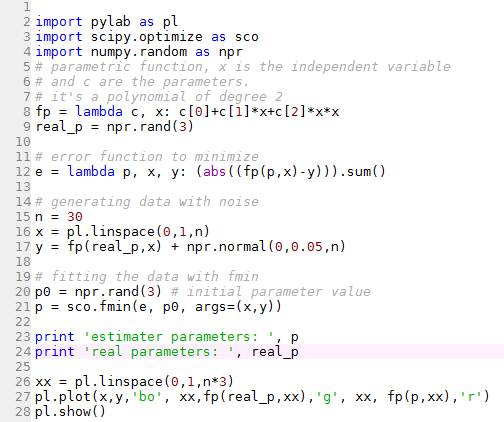 1
2 import pylab as pl
3 import scipy.optimize as sco
4 import numpy.random as npr
5 # parametric function, x is the independent variable
6 # and c are the parameters.
7 # it's a polynomial of degree 2
8 fp = lambda c, x: c[0]+c[1]*x+c[2]*x*x
9 real_p = npr.rand(3)
10
11 # error function to minimize
12 e = lambda p, x, y: (abs((fp(p,x)-y))).sum()
13
14 # generating data with noise
15 n = 30
16 x = pl.linspace(0,1,n)
17 y = fp(real_p,x) + npr.normal(0,0.05,n)
18
19 # fitting the data with fmin
20 p0 = npr.rand(3) # initial parameter value
21 p = sco.fmin(e, p0, args=(x,y))
22
23 print 'estimater parameters: ', p
24 print 'real parameters: ', real_p
25
26 xx = pl.linspace(0,1,n*3)
27 pl.plot(x,y,'bo', xx,fp(real_p,xx),'g', xx, fp(p,xx),'r')
28 pl.show()